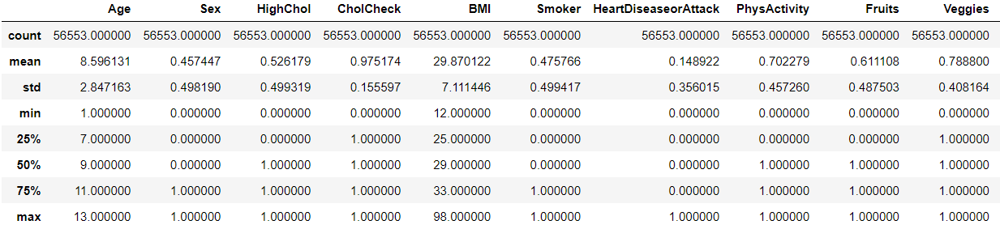 Age Sex HighChol CholCheck BMI Smoker HeartDiseaseorAttack PhysActivity Fruits Veggies
count 56553.000000 56553.000000 56553.000000 56553.000000 56553.000000 56553.000000 56553.000000 56553.000000 56553.000000 56553.000000
mean 8.596131 0.457447 0.526179 0.975174 29.870122 0.475766 0.148922 0.702279 0.611108 0.788800
std 2.847163 0.498190 0.499319 0.155597 7.111446 0.499417 0.356015 0.457260 0.487503 0.408164
min 1.000000 0.000000 0.000000 0.000000 12.000000 0.000000 0.000000 0.000000 0.000000 0.000000
25% 7.000000 0.000000 0.000000 1.000000 25.000000 0.000000 0.000000 0.000000 0.000000 1.000000
50% 9.000000 0.000000 1.000000 1.000000 29.000000 0.000000 0.000000 1.000000 1.000000 1.000000
75% 11.000000 1.000000 1.000000 1.000000 33.000000 1.000000 0.000000 1.000000 1.000000 1.000000
max 13.000000 1.000000 1.000000 1.000000 98.000000 1.000000 1.000000 1.000000 1.000000 1.000000